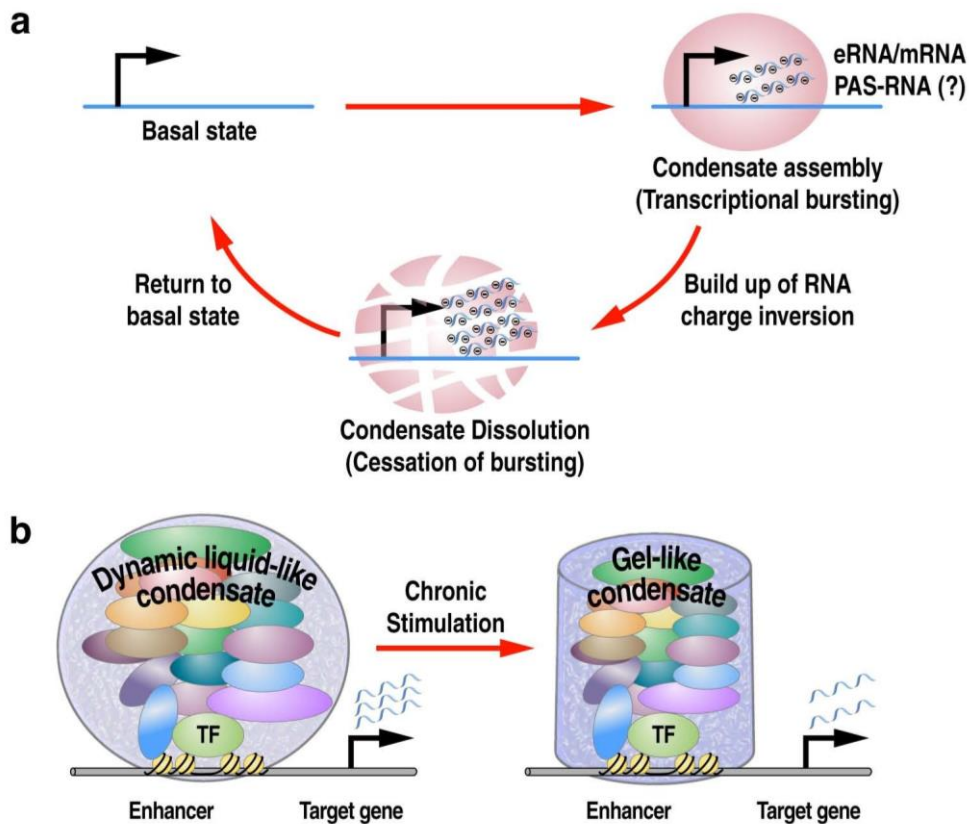 a
Basal state
eRNA/mRNA
PAS-RNA (?)
Condensate assembly
(Transcriptional bursting)
Return to
basal state
Build up of RNA
charge inversion
Condensate Dissolution
(Cessation of bursting)
b
Dynamic liquid-like
condensate
TF
Enhancer
Target gene
Chronic
Stimulation
Gel-like
condensate
TF
Enhancer
Target gene